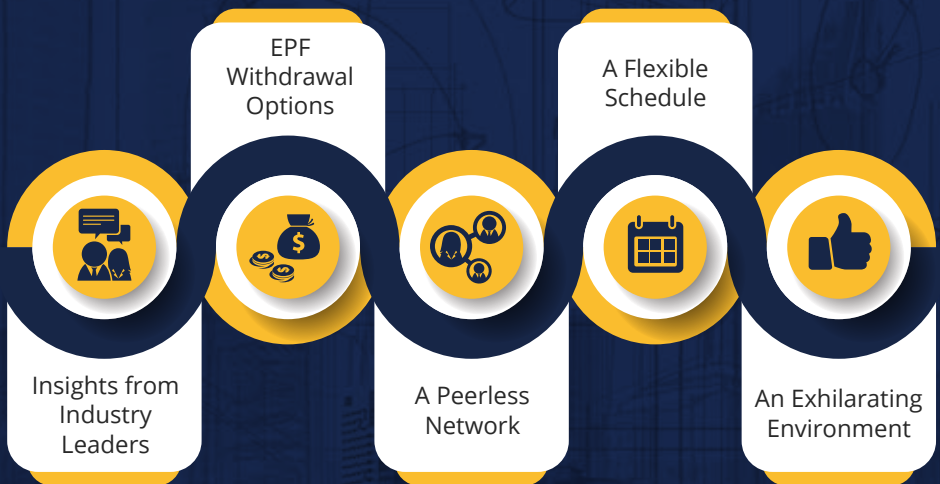 Insights from
Industry
Leaders
EPF
Withdrawal
Options
$
A Peerless
Network
A Flexible
Schedule
An Exhilarating
Environment